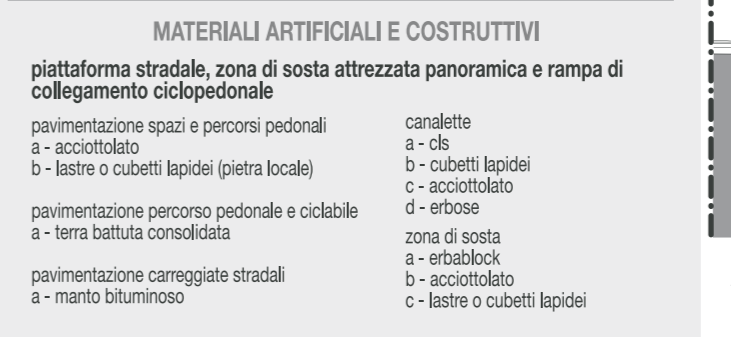 MATERIALI ARTIFICIALI E COSTRUTTIVI
piattaforma stradale, zona di sosta attrezzata panoramica e rampa di
collegamento ciclopedonale
pavimentazione spazi e percorsi pedonali
a - acciottolato
b - lastre o cubetti lapidei (pietra locale)
pavimentazione percorso pedonale e ciclabile
a - terra battuta consolidata
pavimentazione carreggiate stradali
a - manto bituminoso
canalette
a - cls
b - cubetti lapidei
c - acciottolato
d - erbose
zona di sosta
a - erbablock
b - acciottolato
c - lastre o cubetti lapidei